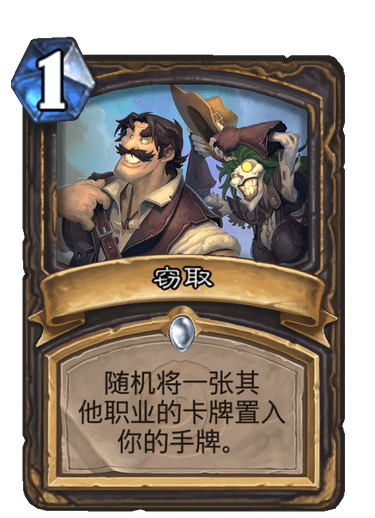 1
窃取
随机将一张其
他职业的卡牌置入
你的手牌。